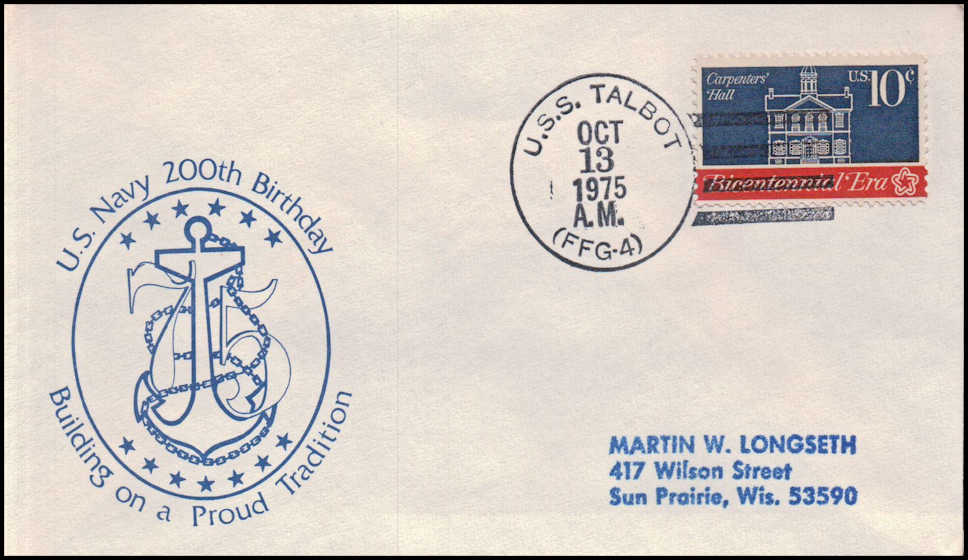 U.S. Navy 200th Birthday
75
Building on a Proud Tradition
U.S.S. TALBOT
OCT
13
1975
A.M.
(FFG-4)
Carpenters'
Hall
U.S. 10c
Bicentennial Era
MARTIN W. LONGSETH
417 Wilson Street
Sun Prairie, Wis. 53590